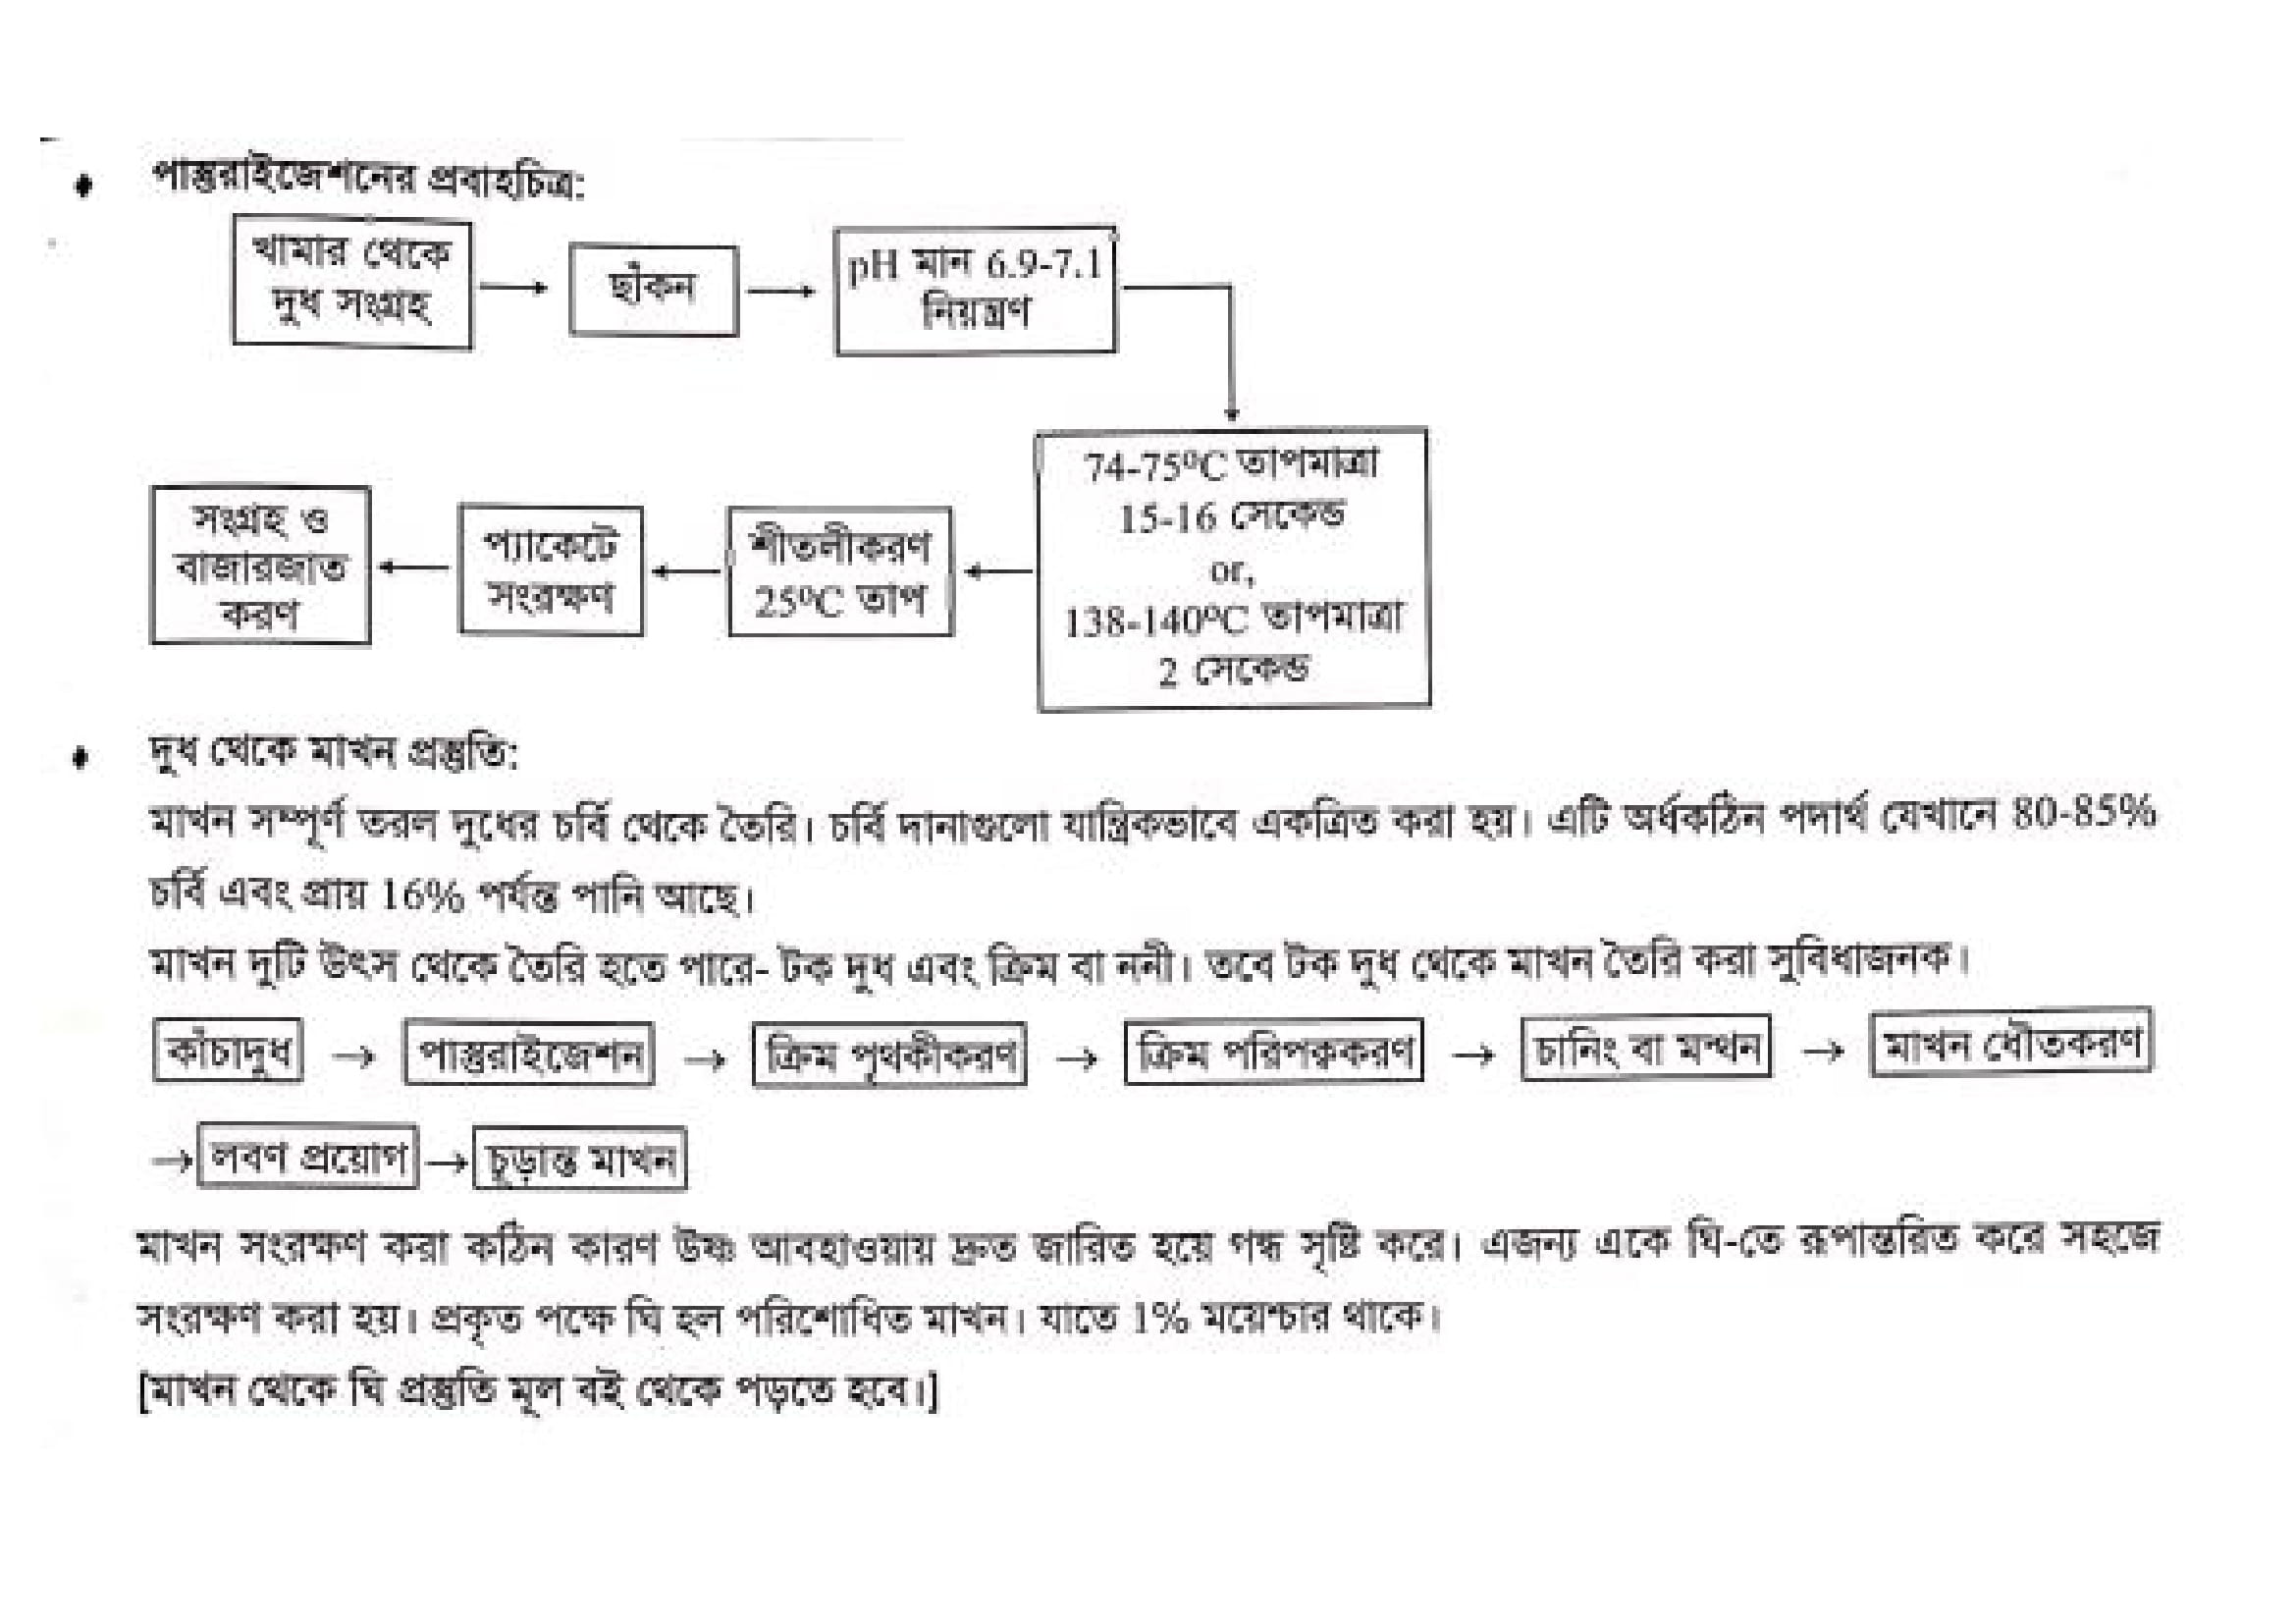 পাস্তুরাইজেশনের প্রবাহচিত্র:
খামার থেকে
দুধ সংগ্রহ
ছাঁকন
pH মান 6.9-7.1
নিয়ন্ত্রণ
74-75⁰C তাপমাত্রা
15-16 সেকেন্ড
or,
138-140⁰C তাপমাত্রা
2 সেকেন্ড
শীতলীকরণ
25⁰C তাপ
প্যাকেটে
সংরক্ষণ
সংগ্রহ ও
বাজারজাত
করণ
দুধ থেকে মাখন প্রস্তুতি:
মাখন সম্পূর্ণ তরল দুধের চর্বি থেকে তৈরি। চর্বি দানাগুলো যান্ত্রিকভাবে একত্রিত করা হয়। এটি অর্ধকঠিন পদার্থ যেখানে 80-85%
চর্বি এবং প্রায় 16% পর্যন্ত পানি আছে।
মাখন দুটি উৎস থেকে তৈরি হতে পারে- টক দুধ এবং ক্রিম বা ননী। তবে টক দুধ থেকে মাখন তৈরি করা সুবিধাজনক।
কাঁচাদুধ → পাস্তুরাইজেশন → ক্রিম পৃথকীকরণ → ক্রিম পরিপক্বকরণ → চানিং বা মন্থন → মাখন ধৌতকরণ
→ লবণ প্রয়োগ → চূড়ান্ত মাখন
মাখন সংরক্ষণ করা কঠিন কারণ উষ্ণ আবহাওয়ায় দ্রুত জারিত হয়ে গন্ধ সৃষ্টি করে। এজন্য একে ঘি-তে রূপান্তরিত করে সহজে
সংরক্ষণ করা হয়। প্রকৃত পক্ষে ঘি হল পরিশোধিত মাখন। যাতে 1% ময়েশ্চার থাকে।
[মাখন থেকে ঘি প্রস্তুতি মূল বই থেকে পড়তে হবে।]